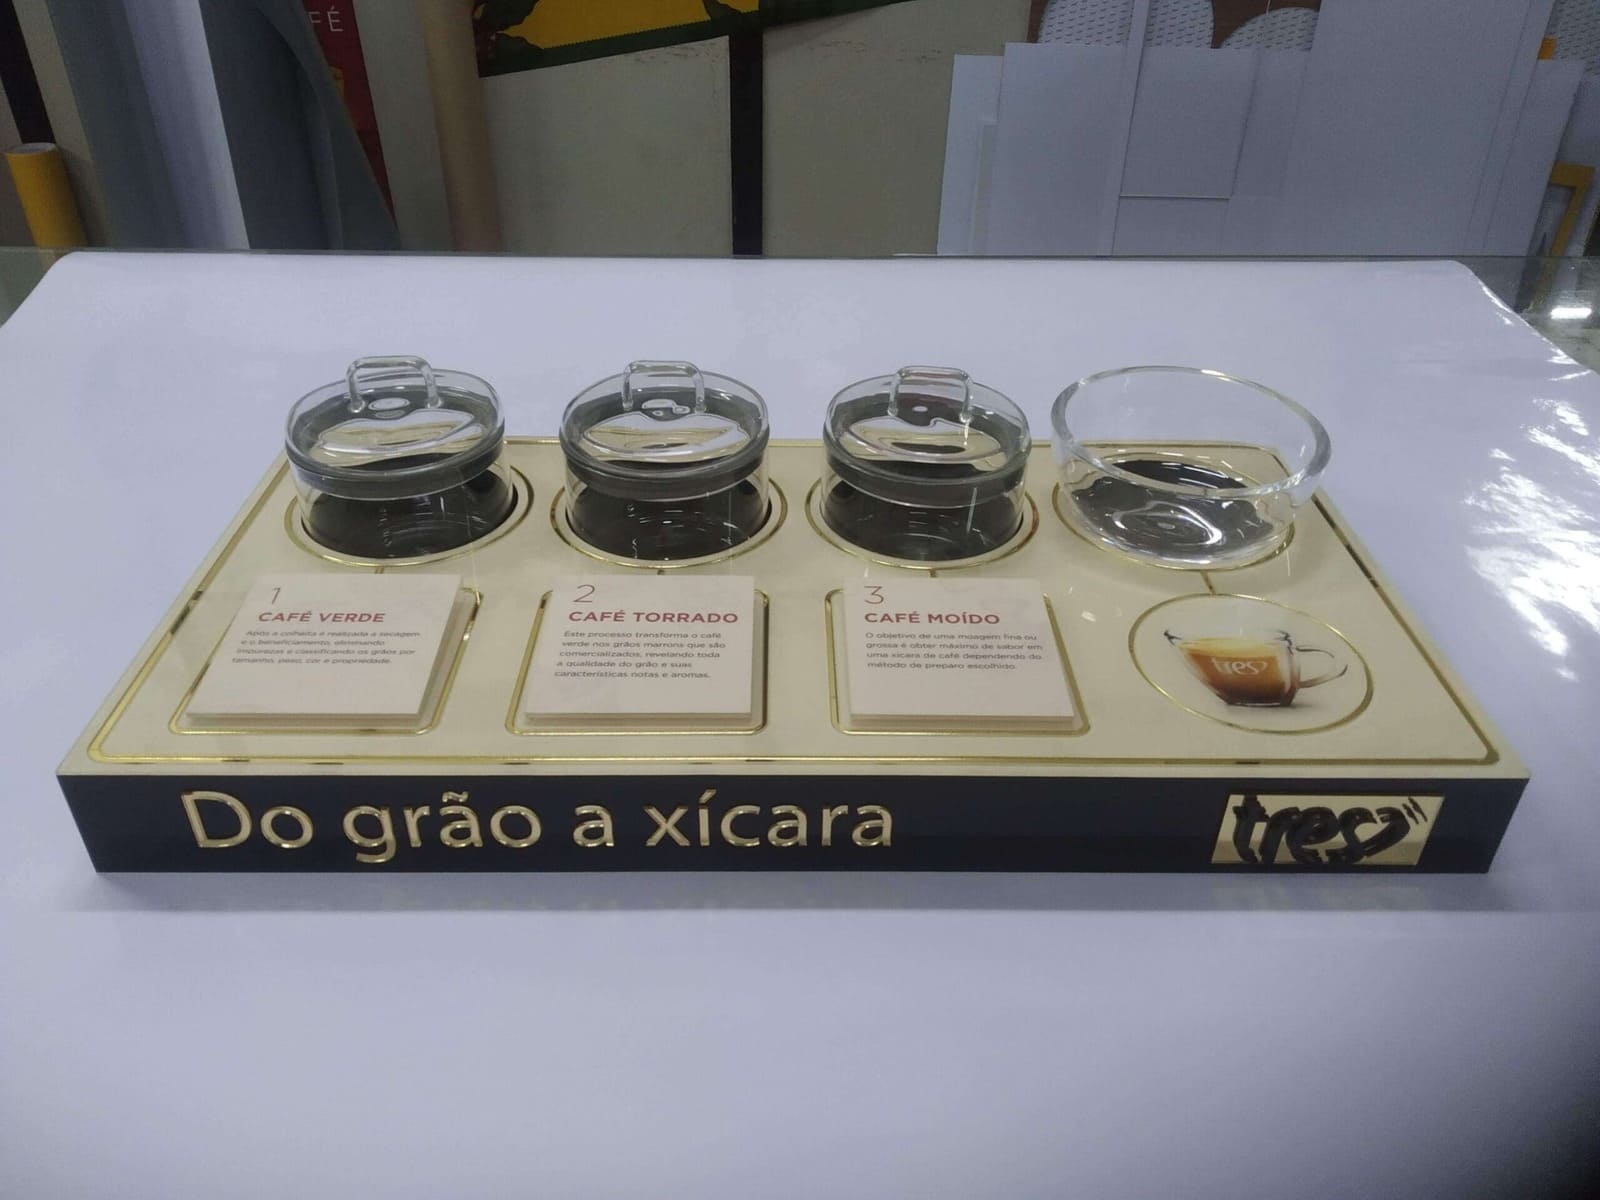 FÉ
1
CAFÉ VERDE
Após a colheita é realizada a secagem
e o beneficiamento, eliminando
impurezas e classificando os grãos por
tamanho, peso, cor e propriedade.
2
CAFÉ TORRADO
Este processo transforma o café
verde nos grãos marrons que são
comercializados, revelando toda
a qualidade do grão e suas
características notas e aromas.
3
CAFÉ MOÍDO
O objetivo de uma moagem fina ou
grossa é obter máximo de sabor em
uma xícara de café dependendo do
método de preparo escolhido.
tres
Do grão a xícara
tres